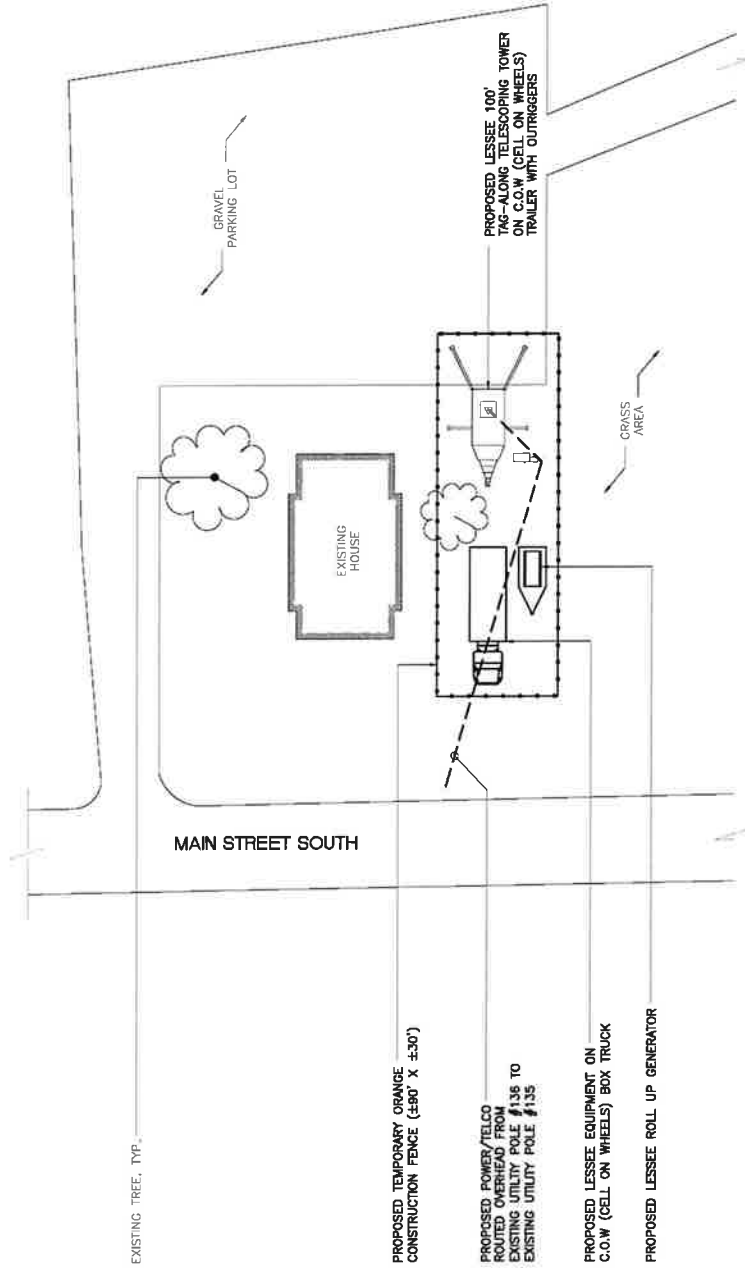 EXISTING TREE, TYP.
GRAVEL
PARKING LOT
EXISTING
HOUSE
MAIN STREET SOUTH
PROPOSED TEMPORARY ORANGE
CONSTRUCTION FENCE (±90' X ±30')
PROPOSED POWER/TELCO
ROUTED OVERHEAD FROM
EXISTING UTILITY POLE #136 TO
EXISTING UTILITY POLE #135
PROPOSED LESSEE EQUIPMENT ON
C.O.W (CELL ON WHEELS) BOX TRUCK
PROPOSED LESSEE ROLL UP GENERATOR
PROPOSED LESSEE 100'
TAG-ALONG TELESCOPING TOWER
ON C.O.W (CELL ON WHEELS)
TRAILER WITH OUTRIGGERS
GRASS
AREA